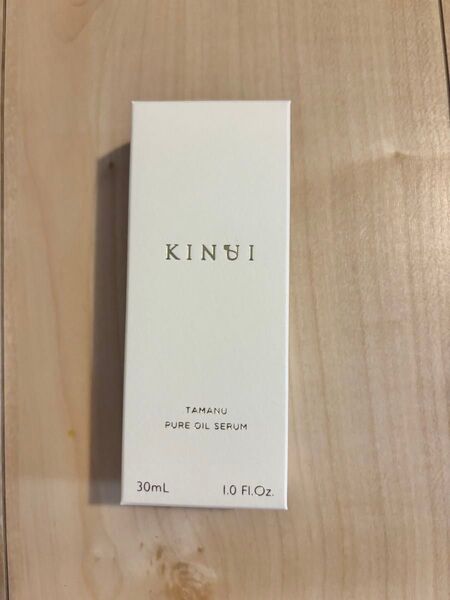 KINUI
TAMANU
PURE OIL SERUM
30mL 1.0 Fl.Oz.